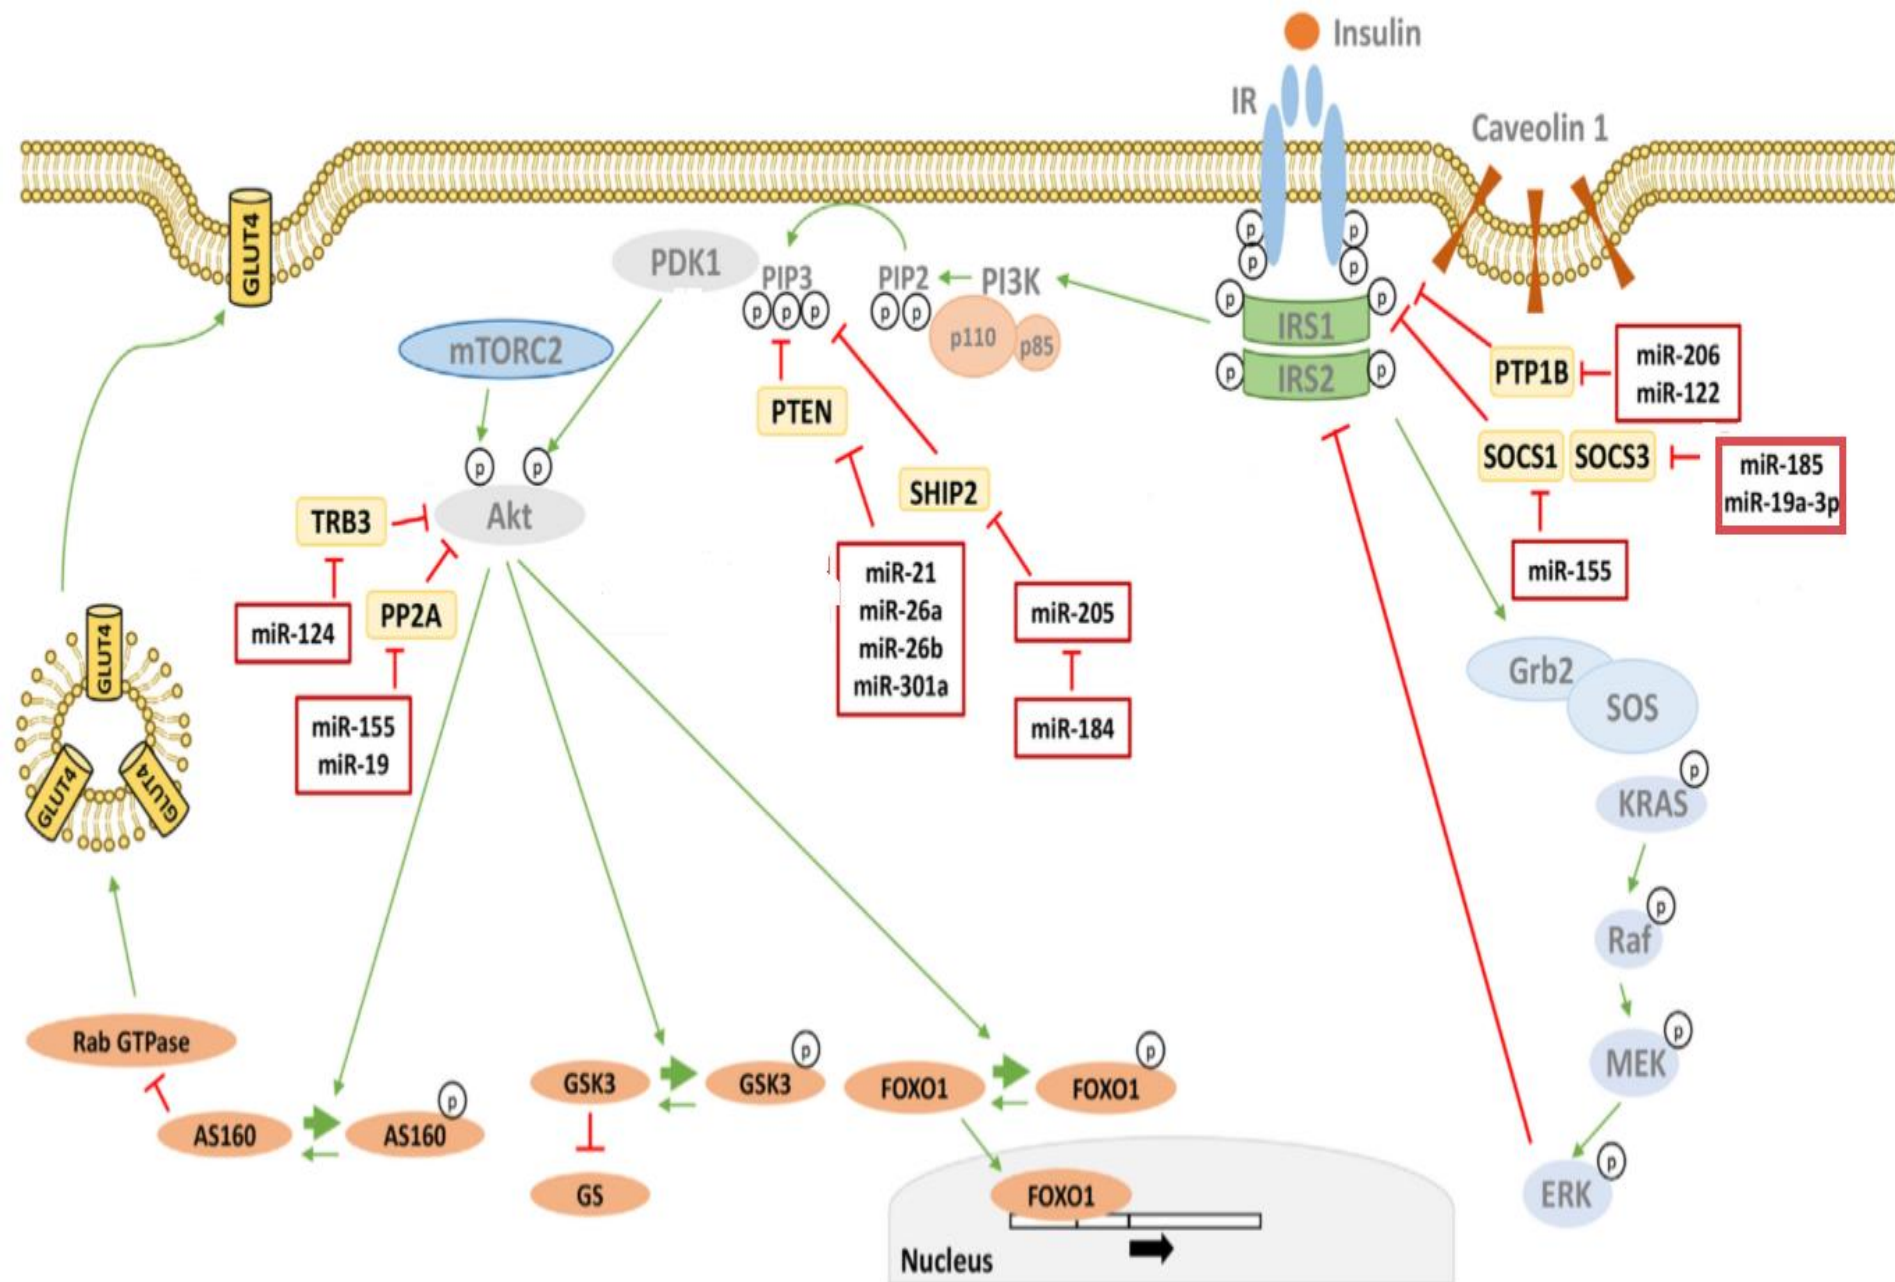 Insulin
IR
Caveolin 1
GLUT4
PDK1
PIP3
PIP2
PI3K
p p p
p p
p110
p85
p
p
p
p
p
p
p
p
IRS1
IRS2
mTORC2
PTP1B
miR-206
miR-122
PTEN
SOCS1
SOCS3
miR-185
miR-19a-3p
p
p
Akt
SHIP2
TRB3
miR-155
miR-21
miR-26a
miR-26b
miR-301a
miR-205
miR-184
miR-124
PP2A
miR-155
miR-19
GLUT4
GLUT4
GLUT4
Grb2
SOS
p
KRAS
p
Raf
p
MEK
p
ERK
Rab GTPase
AS160
p
AS160
GSK3
p
GSK3
GS
FOXO1
p
FOXO1
FOXO1
Nucleus